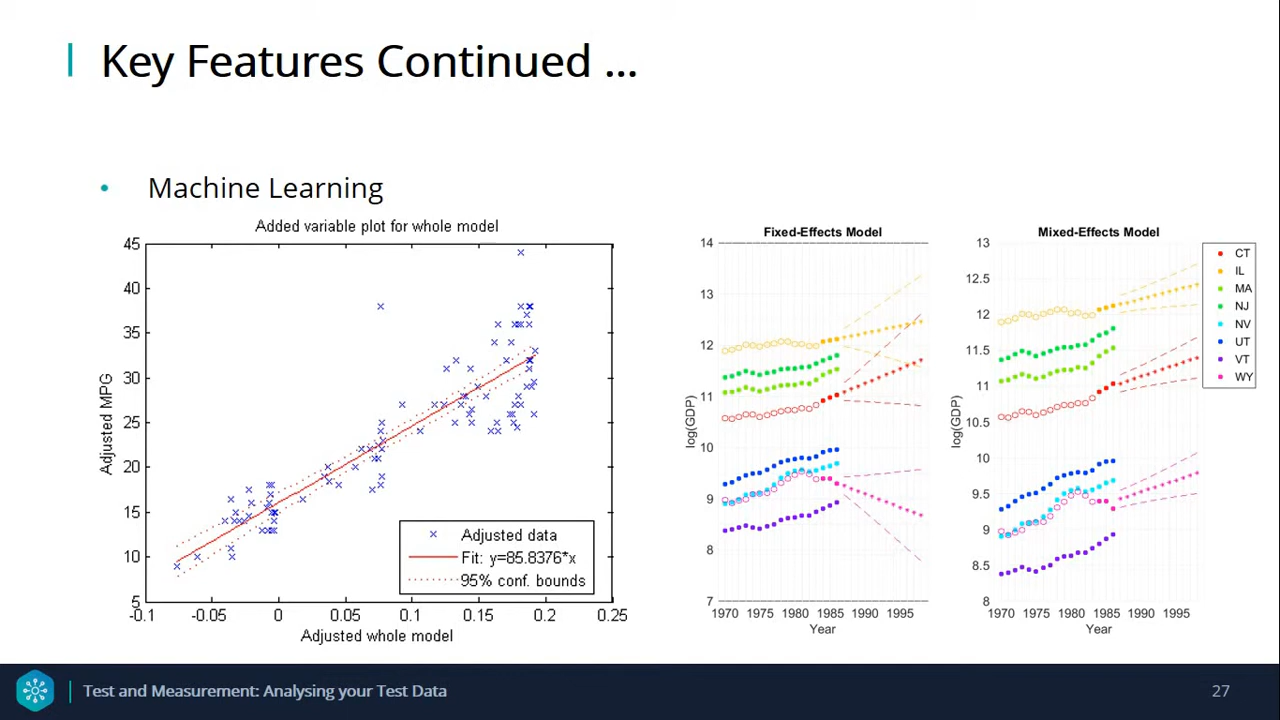 Key Features Continued ...
• Machine Learning
Added variable plot for whole model
45
40
35
30
25
20
15
10
5
Adjusted MPG
-0.1 -0.05 0 0.05 0.1 0.15 0.2 0.25
Adjusted whole model
Adjusted data
Fit: y=85.8376*x
95% conf. bounds
Fixed-Effects Model
14
13
12
11
10
9
8
7
log(GDP)
1970 1975 1980 1985 1990 1995
Year
Mixed-Effects Model
13
12.5
12
11.5
11
10.5
10
9.5
9
8.5
8
log(GDP)
1970 1975 1980 1985 1990 1995
Year
CT
IL
MA
NJ
NV
UT
VT
WY
Test and Measurement: Analysing your Test Data
27